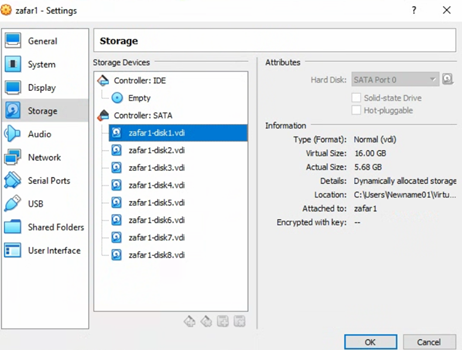 zafar1 - Settings
?
General
System
Display
Storage
Audio
Network
Serial Ports
USB
Shared Folders
User Interface
Storage
Storage Devices
Controller: IDE
Empty
Controller: SATA
zafar1-disk1.vdi
zafar1-disk2.vdi
zafar1-disk3.vdi
zafar1-disk4.vdi
zafar1-disk5.vdi
zafar1-disk6.vdi
zafar1-disk7.vdi
zafar1-disk8.vdi
Attributes
Hard Disk: SATA Port 0
Solid-state Drive
Hot-pluggable
Information
Type (Format): Normal (vdi)
Virtual Size: 16.00 GB
Actual Size: 5.68 GB
Details: Dynamically allocated storage
Location: C:\Users\Newname01\Virtu...
Attached to: zafar1
Encrypted with key: --
OK
Cancel